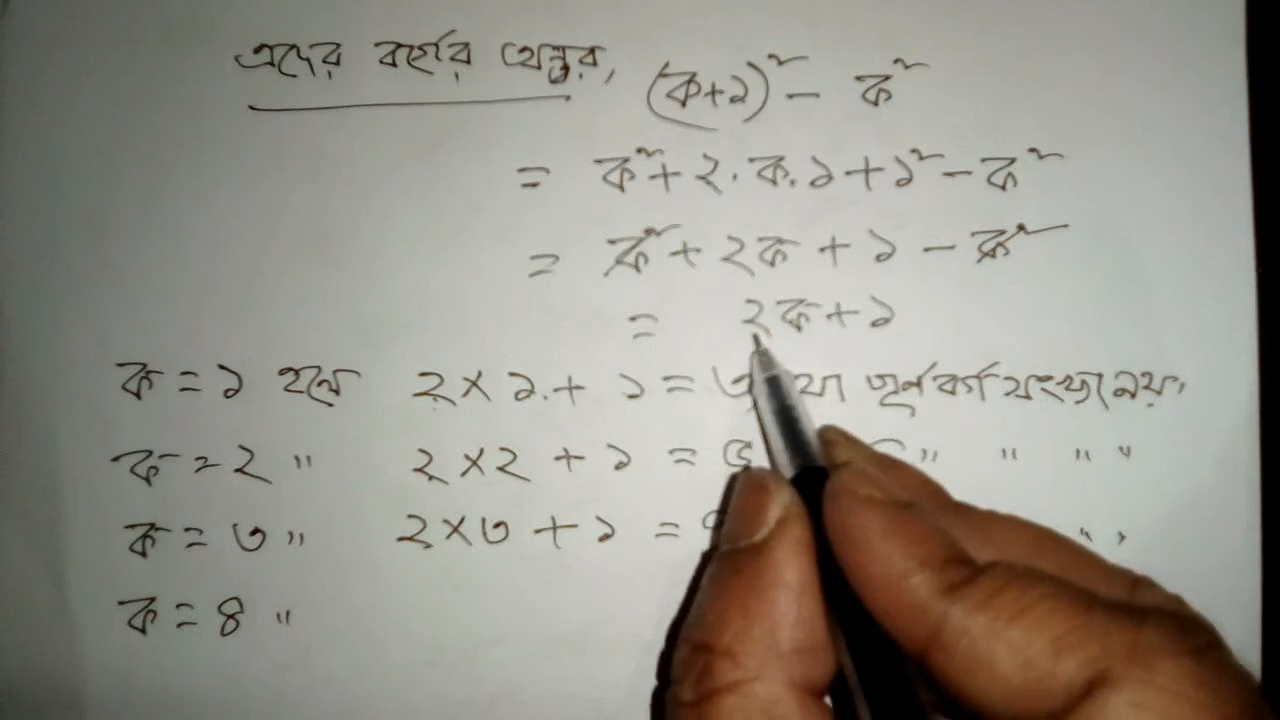 এদের বর্গের অন্তর, (ক+১)² - ক²
= ক²+২.ক.১+১²-ক²
= ক²+২ক+১-ক²
= ২ক+১
ক=১ হলে ২×১+১=৩ যা পূর্ণবর্গ সংখ্যা নয়,
ক=২ " ২×২+১=৫ " " " "
ক=৩ " ২×৩+১= " "
ক=৪ "